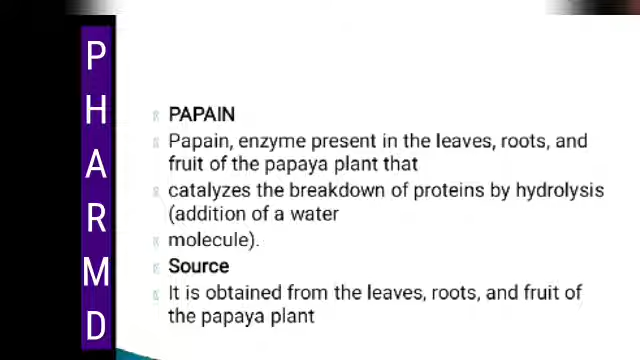 PHARMD
PAPAIN
Papain, enzyme present in the leaves, roots, and
fruit of the papaya plant that
catalyzes the breakdown of proteins by hydrolysis
(addition of a water
molecule).
Source
It is obtained from the leaves, roots, and fruit of
the papaya plant